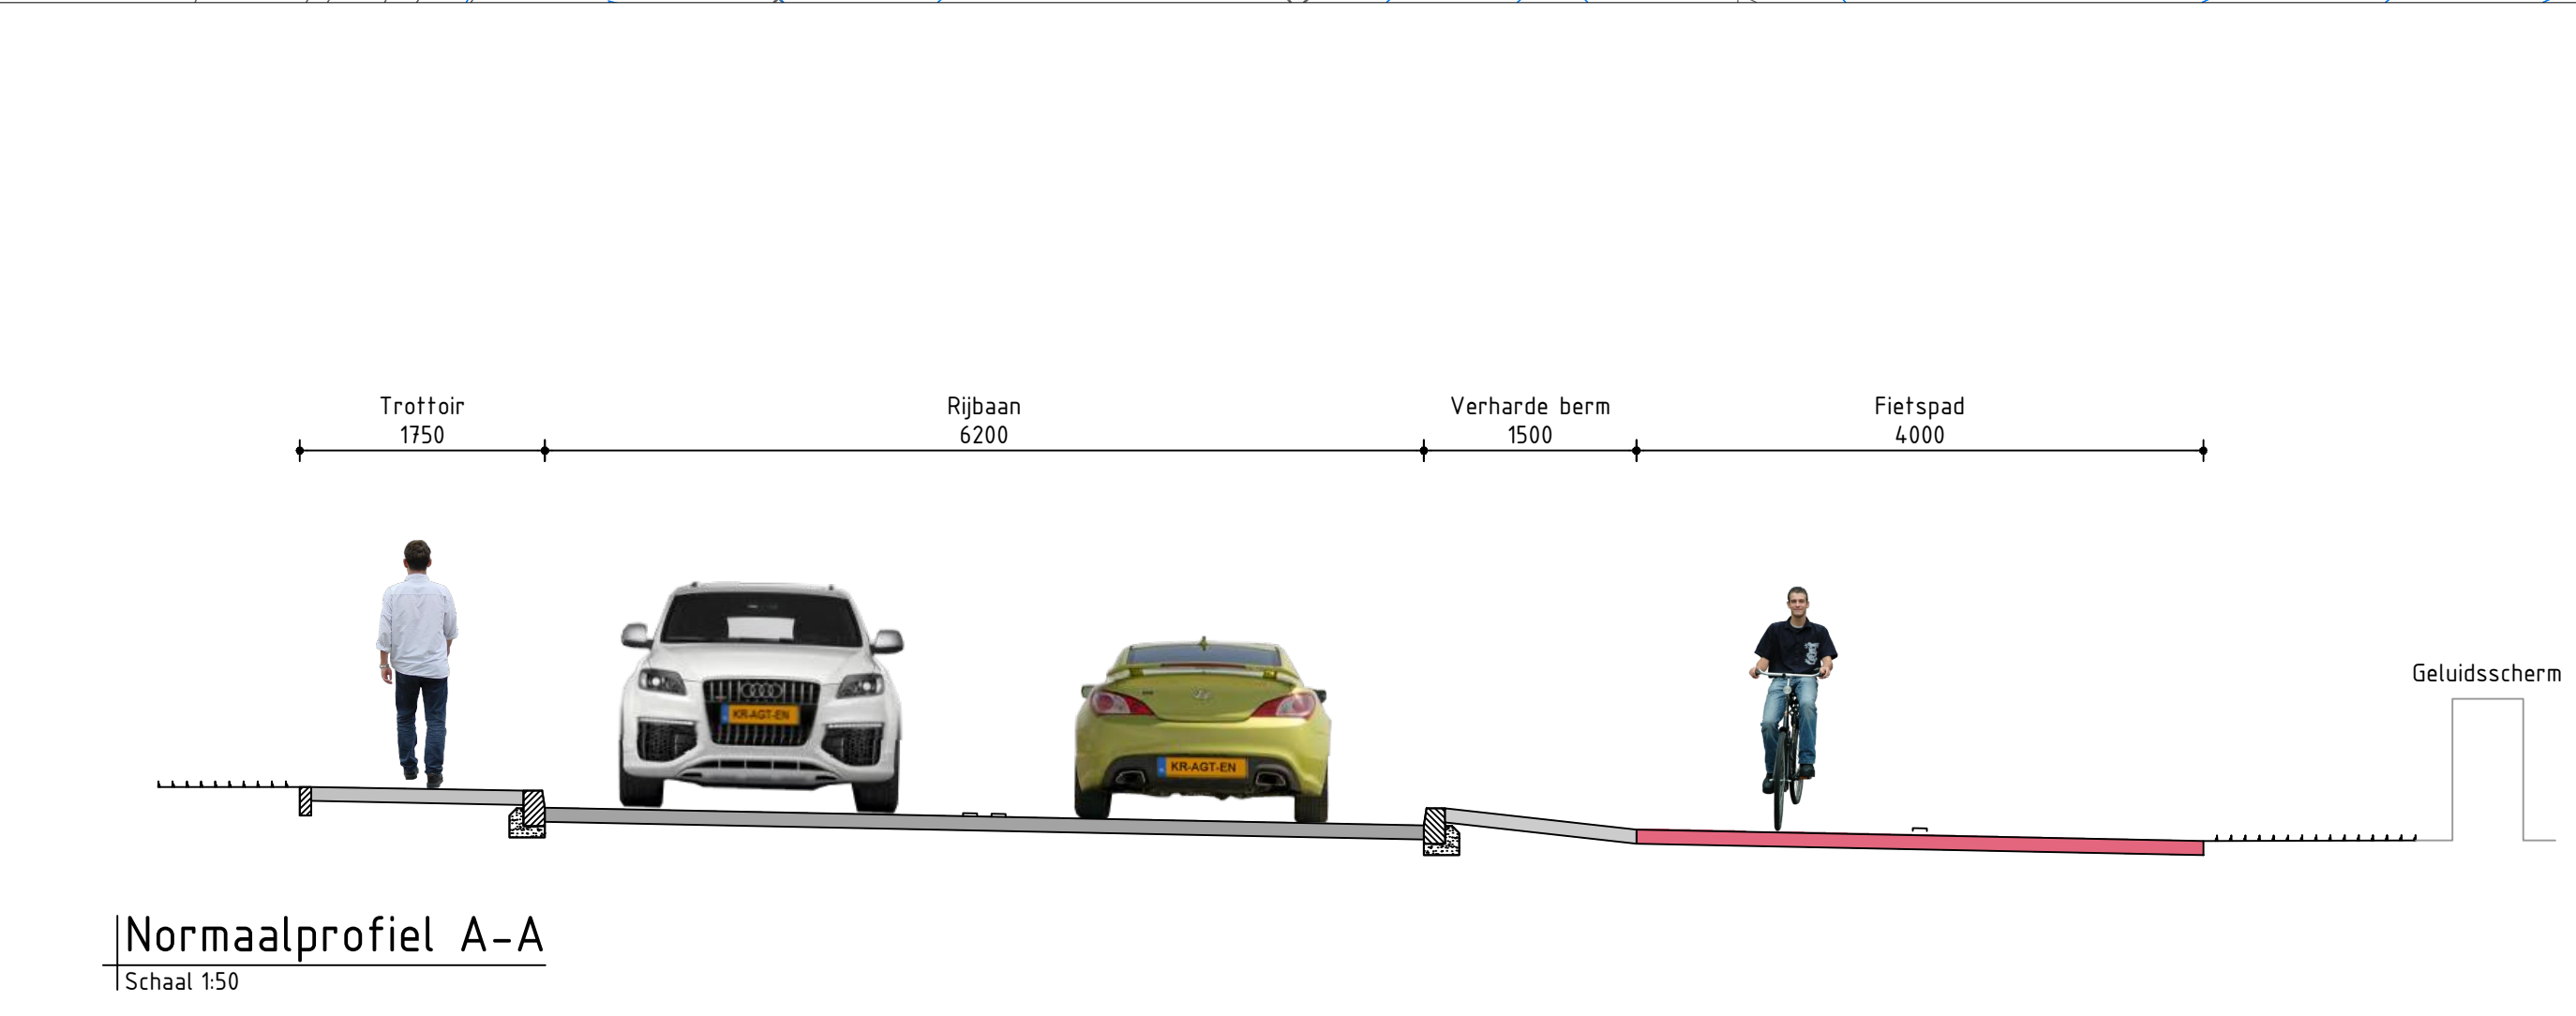 Trottoir
1750
Rijbaan
6200
Verharde berm
1500
Fietspad
4000
Geluidsscherm
KR-AGT-EN
KR-AGT-EN
Normaalprofiel A-A
Schaal 1:50